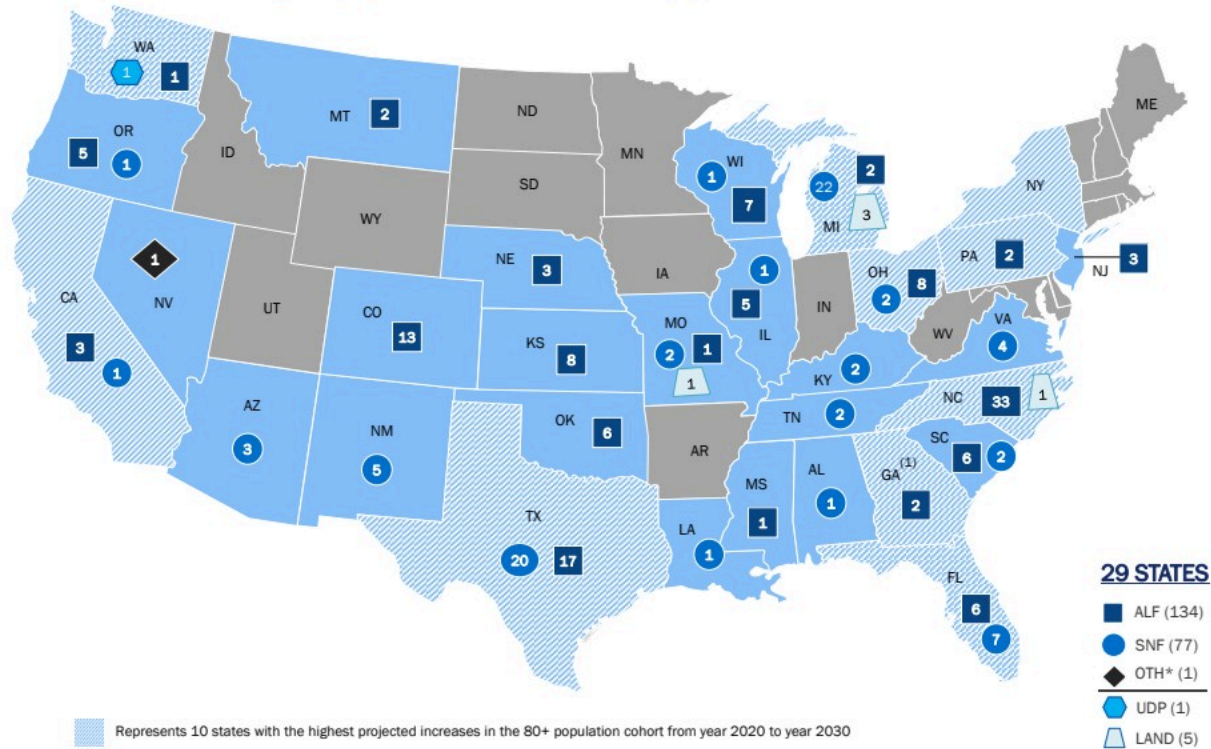 WA
1
1
ME
MT
2
ND
OR
5
1
MN
ID
WI
1
7
2
22
3
MI
NY
SD
WY
1
NE
3
IA
PA
2
NJ
3
OH
2
8
NV
CA
3
1
UT
CO
13
1
5
IL
IN
WV
VA
4
KS
8
MO
2
1
1
KY
2
NC
33
1
AZ
3
NM
5
OK
6
TN
2
AR
SC
6
2
MS
1
AL
1
GA (1)
2
TX
20
17
LA
1
FL
6
7
29 STATES
ALF (134)
SNF (77)
OTH* (1)
UDP (1)
LAND (5)
Represents 10 states with the highest projected increases in the 80+ population cohort from year 2020 to year 2030